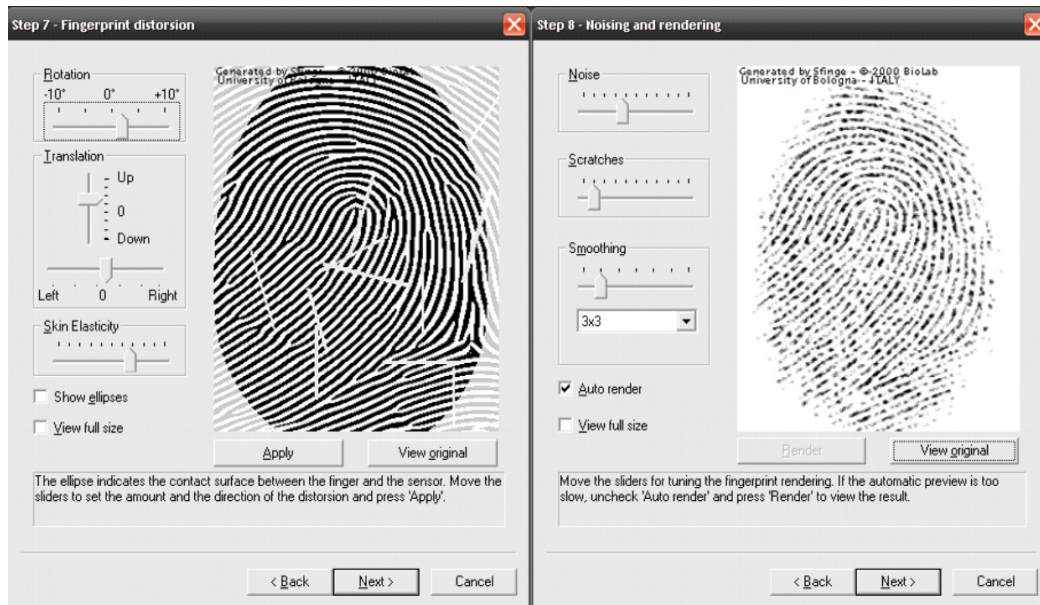 Step 7 - Fingerprint distorsion
Rotation
-10° 0° +10°
Translation
Up
0
Down
Left 0 Right
Skin Elasticity
Show ellipses
View full size
Generated by Sfinge - © 2000 BioLab
University of Bologna - ITALY
Apply
View original
The ellipse indicates the contact surface between the finger and the sensor. Move the
sliders to set the amount and the direction of the distorsion and press 'Apply'.
< Back
Next >
Cancel
Step 8 - Noising and rendering
Noise
Scratches
Smoothing
3x3
Auto render
View full size
Generated by Sfinge - © 2000 BioLab
University of Bologna - ITALY
Render
View original
Move the sliders for tuning the fingerprint rendering. If the automatic preview is too
slow, uncheck 'Auto render' and press 'Render' to view the result.
< Back
Next >
Cancel